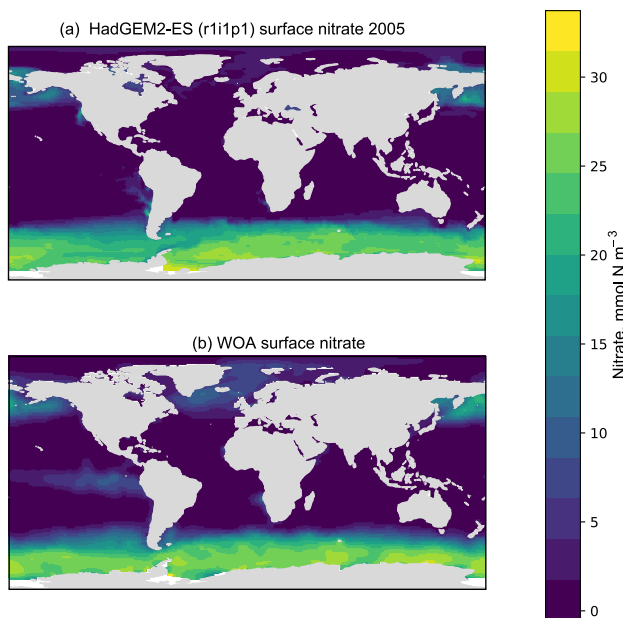 (a) HadGEM2-ES (r1i1p1) surface nitrate 2005
(b) WOA surface nitrate
30
25
20
15
10
5
0
Nitrate, mmol N m⁻³